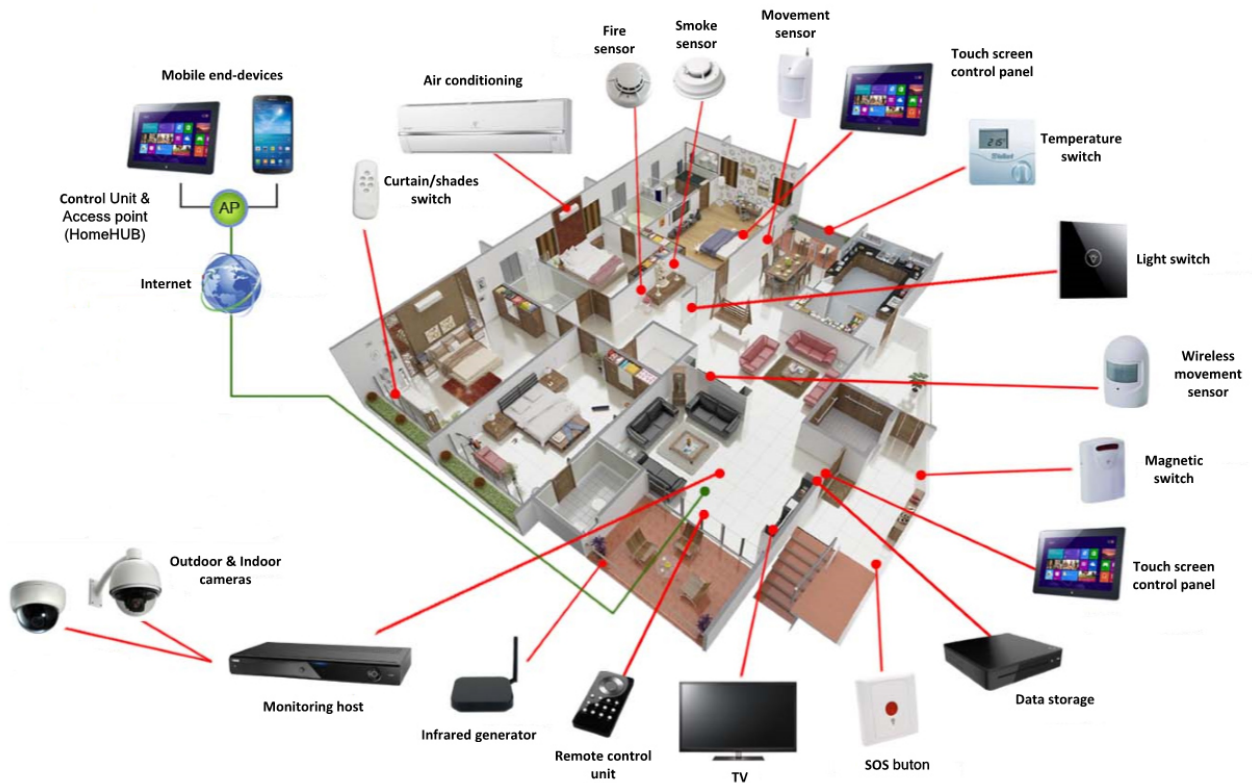 Fire
sensor
Smoke
sensor
Movement
sensor
Touch screen
control panel
Mobile end-devices
Air conditioning
Temperature
switch
Curtain/shades
switch
Control Unit &
Access point
(HomeHUB)
AP
Internet
Light switch
Wireless
movement
sensor
Magnetic
switch
Outdoor & Indoor
cameras
Touch screen
control panel
Monitoring host
Infrared generator
Remote control
unit
TV
SOS buton
Data storage